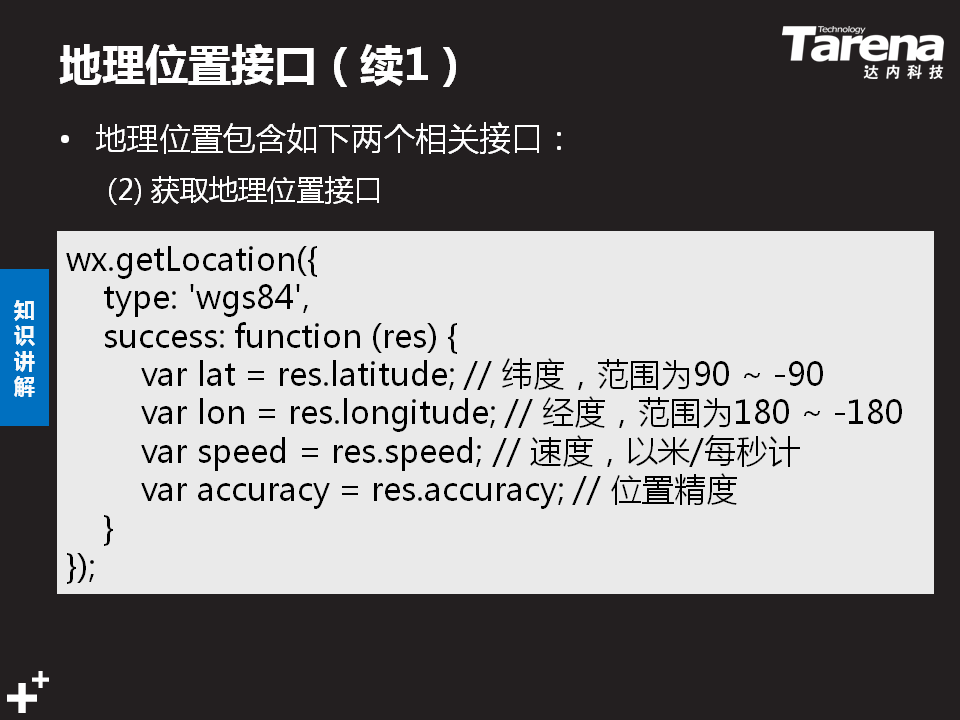 地理位置接口（续1）
Technology
Tarena
达内科技
• 地理位置包含如下两个相关接口：
(2) 获取地理位置接口
知识讲解
wx.getLocation({
    type: 'wgs84',
    success: function (res) {
        var lat = res.latitude; // 纬度，范围为90 ~ -90
        var lon = res.longitude; // 经度，范围为180 ~ -180
        var speed = res.speed; // 速度，以米/每秒计
        var accuracy = res.accuracy; // 位置精度
    }
});